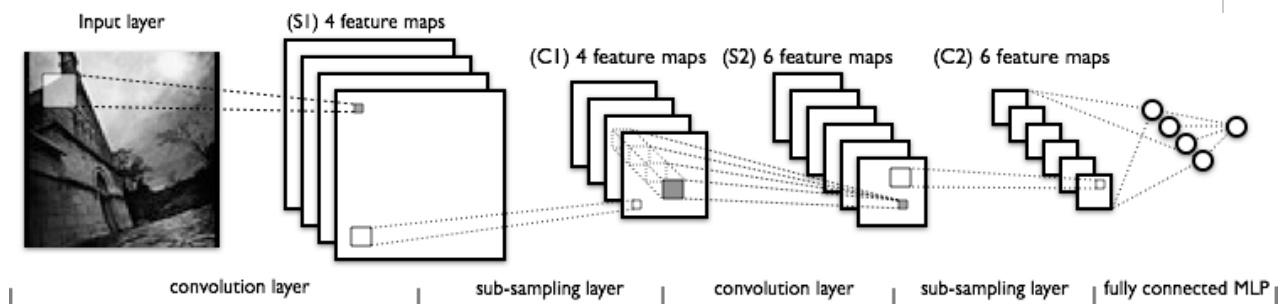 Input layer
(S1) 4 feature maps
(C1) 4 feature maps
(S2) 6 feature maps
(C2) 6 feature maps
convolution layer
sub-sampling layer
convolution layer
sub-sampling layer
fully connected MLP